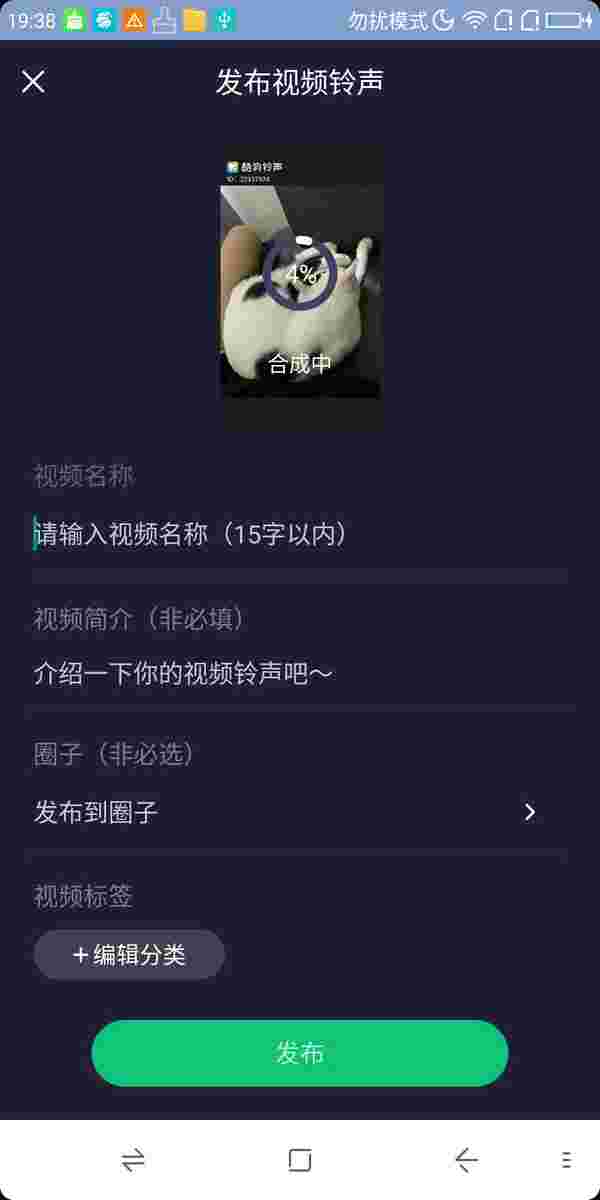 19:38
勿扰模式
发布视频铃声
酷狗铃声
4%
合成中
视频名称
请输入视频名称（15字以内）
视频简介（非必填）
介绍一下你的视频铃声吧～
圈子（非必选）
发布到圈子
视频标签
+编辑分类
发布